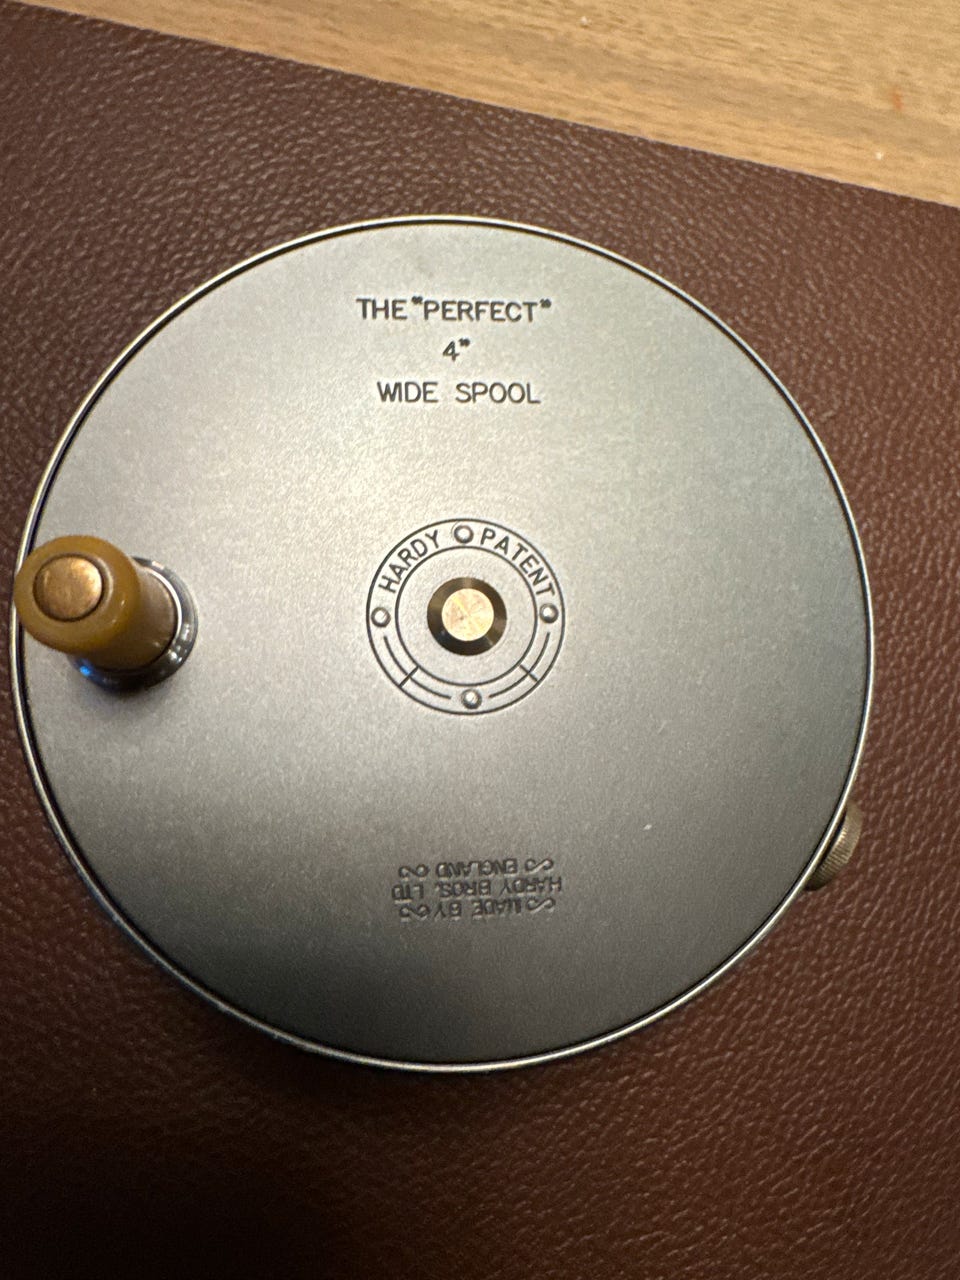 THE "PERFECT"
4"
WIDE SPOOL
HARDY PATENT
MADE BY
HARDY BROS. LTD
ENGLAND